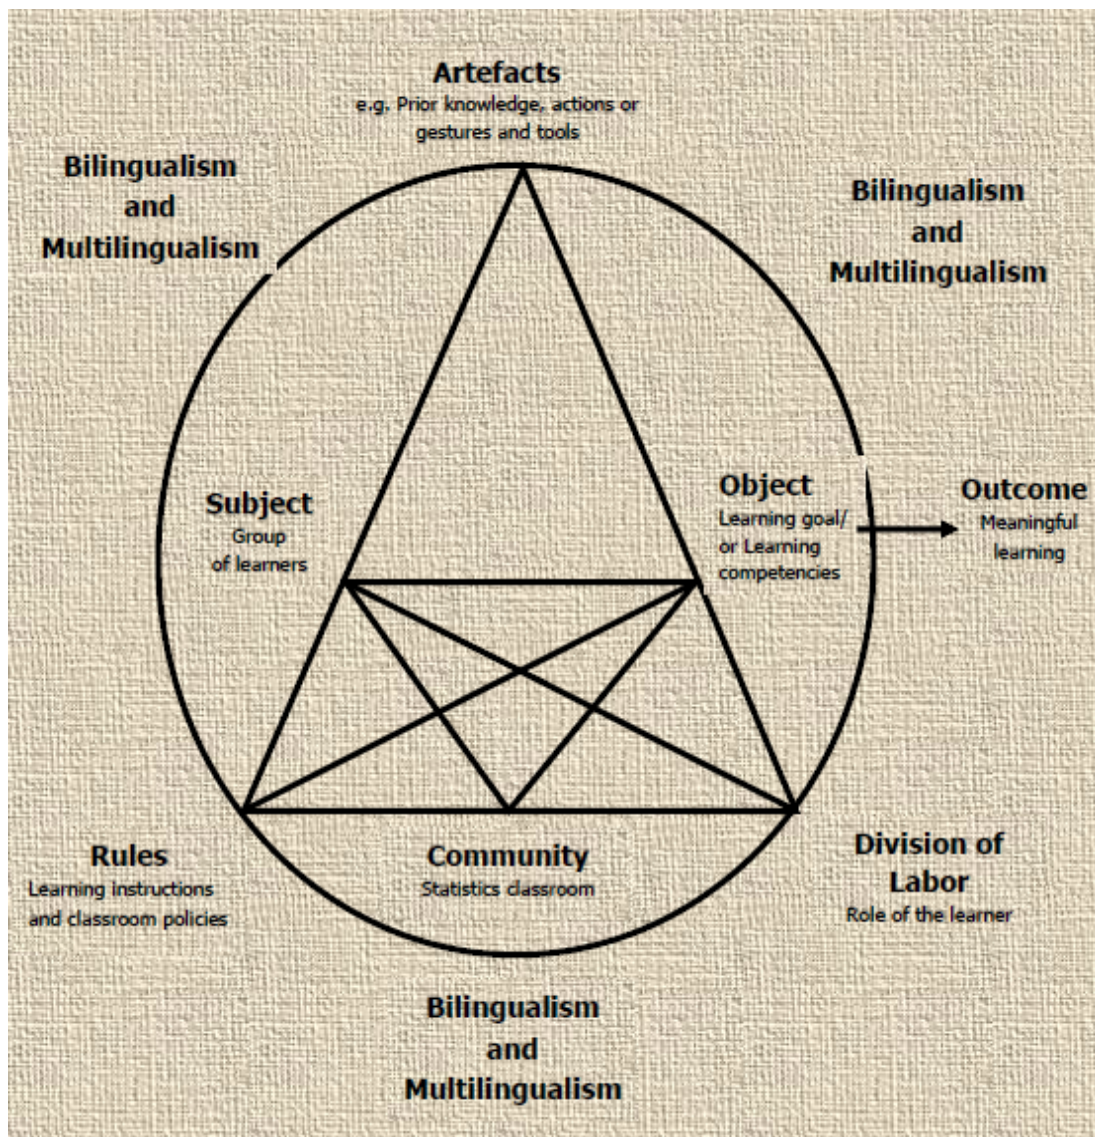 Artefacts
e.g. Prior knowledge, actions or
gestures and tools
Bilingualism
and
Multilingualism
Bilingualism
and
Multilingualism
Subject
Group
of learners
Object
Learning goal/
or Learning
competencies
Outcome
Meaningful
learning
Rules
Learning instructions
and classroom policies
Community
Statistics classroom
Division of
Labor
Role of the learner
Bilingualism
and
Multilingualism